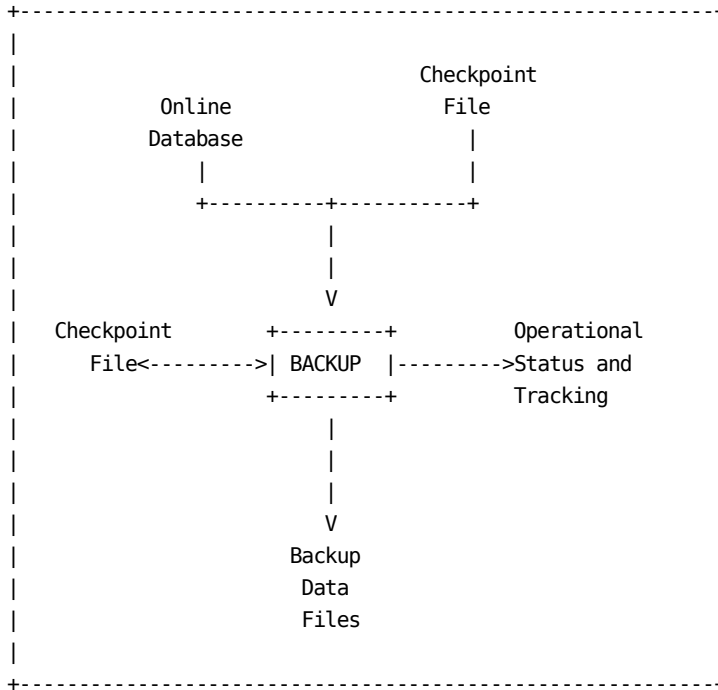 Checkpoint
Online File
Database
Checkpoint Operational
File<--------->| BACKUP |--------->Status and
Tracking
Backup
Data
Files